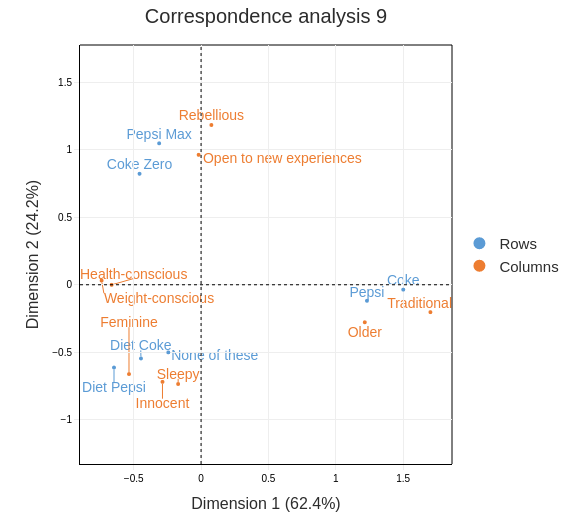 Correspondence analysis 9
Dimension 2 (24.2%)
1.5
1
0.5
0
−0.5
−1
Rebellious
Pepsi Max
Open to new experiences
Coke Zero
Health-conscious
Coke
Pepsi
Weight-conscious
Traditional
Feminine
Older
Diet Coke
None of these
Sleepy
Diet Pepsi
Innocent
Rows
Columns
−0.5
0
0.5
1
1.5
Dimension 1 (62.4%)